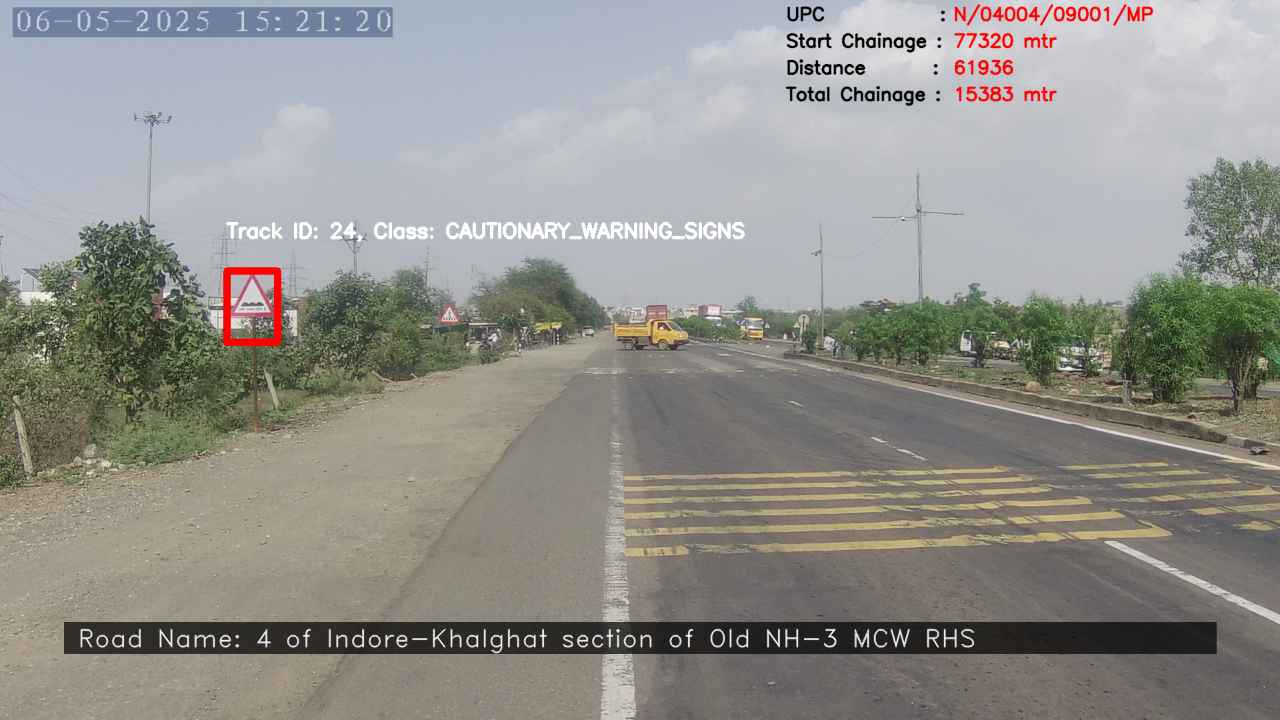 06-05-2025 15:21:20
UPC : N/04004/09001/MP
Start Chainage : 77320 mtr
Distance : 61936
Total Chainage : 15383 mtr
Track ID: 24, Class: CAUTIONARY_WARNING_SIGNS
Road Name: 4 of Indore-Khalghat section of Old NH-3 MCW RHS